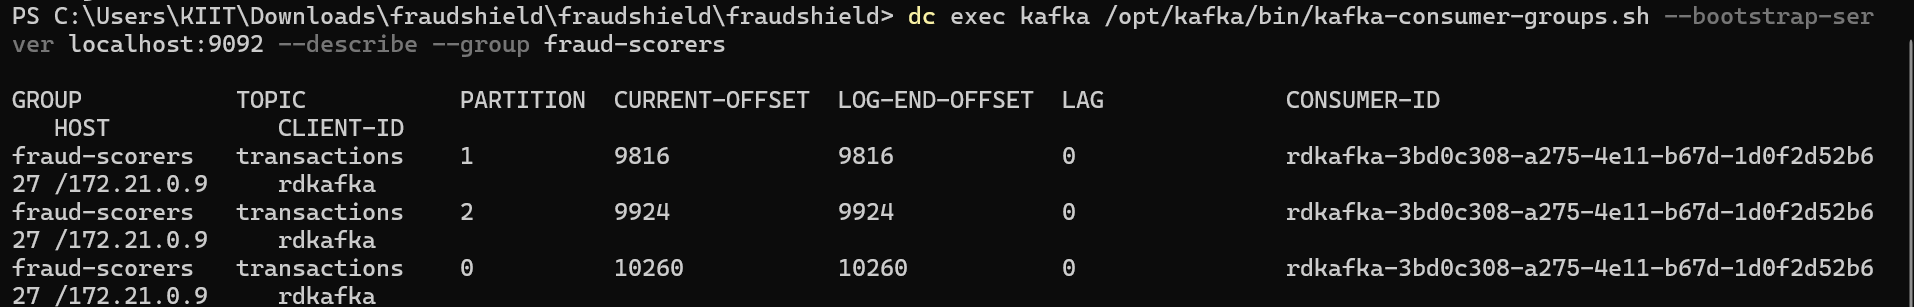 PS C:\Users\KIIT\Downloads\fraudshield\fraudshield\fraudshield> dc exec kafka /opt/kafka/bin/kafka-consumer-groups.sh --bootstrap-ser
ver localhost:9092 --describe --group fraud-scorers
GROUP TOPIC PARTITION CURRENT-OFFSET LOG-END-OFFSET LAG CONSUMER-ID
HOST CLIENT-ID
fraud-scorers transactions 1 9816 9816 0 rdkafka-3bd0c308-a275-4e11-b67d-1d0f2d52b6
27 /172.21.0.9 rdkafka
fraud-scorers transactions 2 9924 9924 0 rdkafka-3bd0c308-a275-4e11-b67d-1d0f2d52b6
27 /172.21.0.9 rdkafka
fraud-scorers transactions 0 10260 10260 0 rdkafka-3bd0c308-a275-4e11-b67d-1d0f2d52b6
27 /172.21.0.9 rdkafka